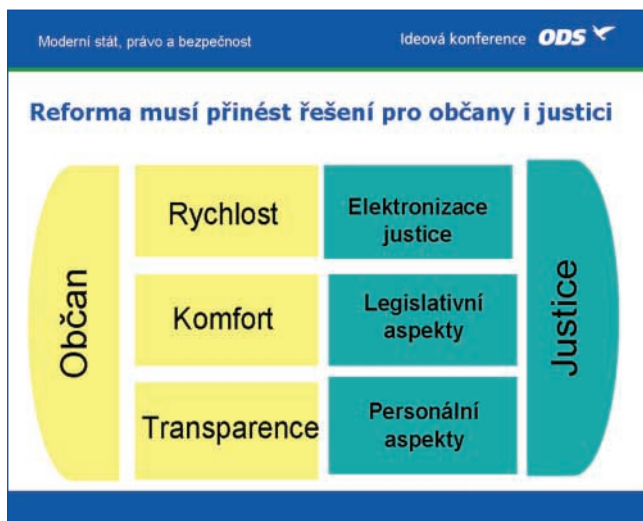 Moderní stát, právo a bezpečnost
Ideová konference ODS
Reforma musí přinést řešení pro občany i justici
Občan
Rychlost
Komfort
Transparence
Elektronizace
justice
Legislativní
aspekty
Personální
aspekty
Justice